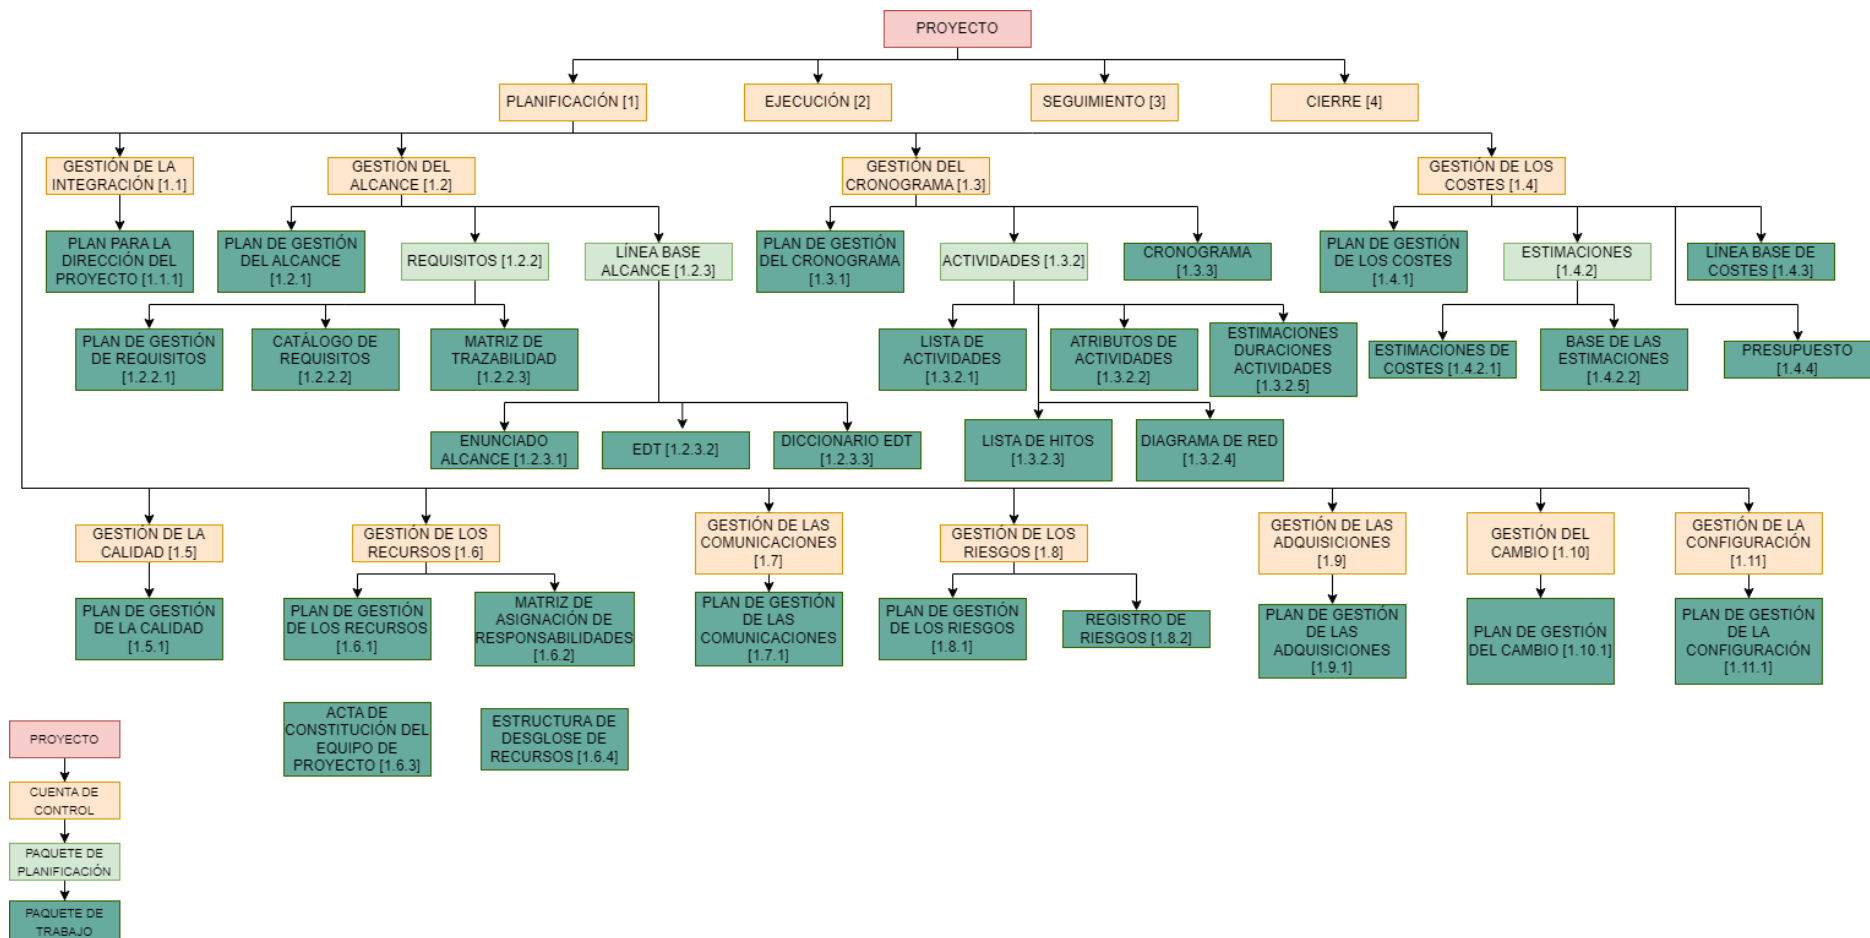 PROYECTO
PLANIFICACIÓN [1]
EJECUCIÓN [2]
SEGUIMIENTO [3]
CIERRE [4]
GESTIÓN DE LA
INTEGRACIÓN [1.1]
GESTIÓN DEL
ALCANCE [1.2]
GESTIÓN DEL
CRONOGRAMA [1.3]
GESTIÓN DE LOS
COSTES [1.4]
PLAN PARA LA
DIRECCIÓN DEL
PROYECTO [1.1.1]
PLAN DE GESTIÓN
DEL ALCANCE
[1.2.1]
REQUISITOS [1.2.2]
LÍNEA BASE
ALCANCE [1.2.3]
PLAN DE GESTIÓN
DEL CRONOGRAMA
[1.3.1]
ACTIVIDADES [1.3.2]
CRONOGRAMA
[1.3.3]
PLAN DE GESTIÓN
DE LOS COSTES
[1.4.1]
ESTIMACIONES
[1.4.2]
LÍNEA BASE DE
COSTES [1.4.3]
PLAN DE GESTIÓN
DE REQUISITOS
[1.2.2.1]
CATÁLOGO DE
REQUISITOS
[1.2.2.2]
MATRIZ DE
TRAZABILIDAD
[1.2.2.3]
LISTA DE
ACTIVIDADES
[1.3.2.1]
ATRIBUTOS DE
ACTIVIDADES
[1.3.2.2]
ESTIMACIONES
DURACIONES
ACTIVIDADES
[1.3.2.5]
ESTIMACIONES DE
COSTES [1.4.2.1]
BASE DE LAS
ESTIMACIONES
[1.4.2.2]
PRESUPUESTO
[1.4.4]
ENUNCIADO
ALCANCE [1.2.3.1]
EDT [1.2.3.2]
DICCIONARIO EDT
[1.2.3.3]
LISTA DE HITOS
[1.3.2.3]
DIAGRAMA DE RED
[1.3.2.4]
GESTIÓN DE LA
CALIDAD [1.5]
GESTIÓN DE LOS
RECURSOS [1.6]
GESTIÓN DE LAS
COMUNICACIONES
[1.7]
GESTIÓN DE LOS
RIESGOS [1.8]
GESTIÓN DE LAS
ADQUISICIONES
[1.9]
GESTIÓN DEL
CAMBIO [1.10]
GESTIÓN DE LA
CONFIGURACIÓN
[1.11]
PLAN DE GESTIÓN
DE LA CALIDAD
[1.5.1]
PLAN DE GESTIÓN
DE LOS RECURSOS
[1.6.1]
MATRIZ DE
ASIGNACIÓN DE
RESPONSABILIDADES
[1.6.2]
PLAN DE GESTIÓN
DE LAS
COMUNICACIONES
[1.7.1]
PLAN DE GESTIÓN
DE LOS RIESGOS
[1.8.1]
REGISTRO DE
RIESGOS [1.8.2]
PLAN DE GESTIÓN
DE LAS
ADQUISICIONES
[1.9.1]
PLAN DE GESTIÓN
DEL CAMBIO [1.10.1]
PLAN DE GESTIÓN
DE LA
CONFIGURACIÓN
[1.11.1]
ACTA DE
CONSTITUCIÓN DEL
EQUIPO DE
PROYECTO [1.6.3]
ESTRUCTURA DE
DESGLOSE DE
RECURSOS [1.6.4]
PROYECTO
CUENTA DE
CONTROL
PAQUETE DE
PLANIFICACIÓN
PAQUETE DE
TRABAJO